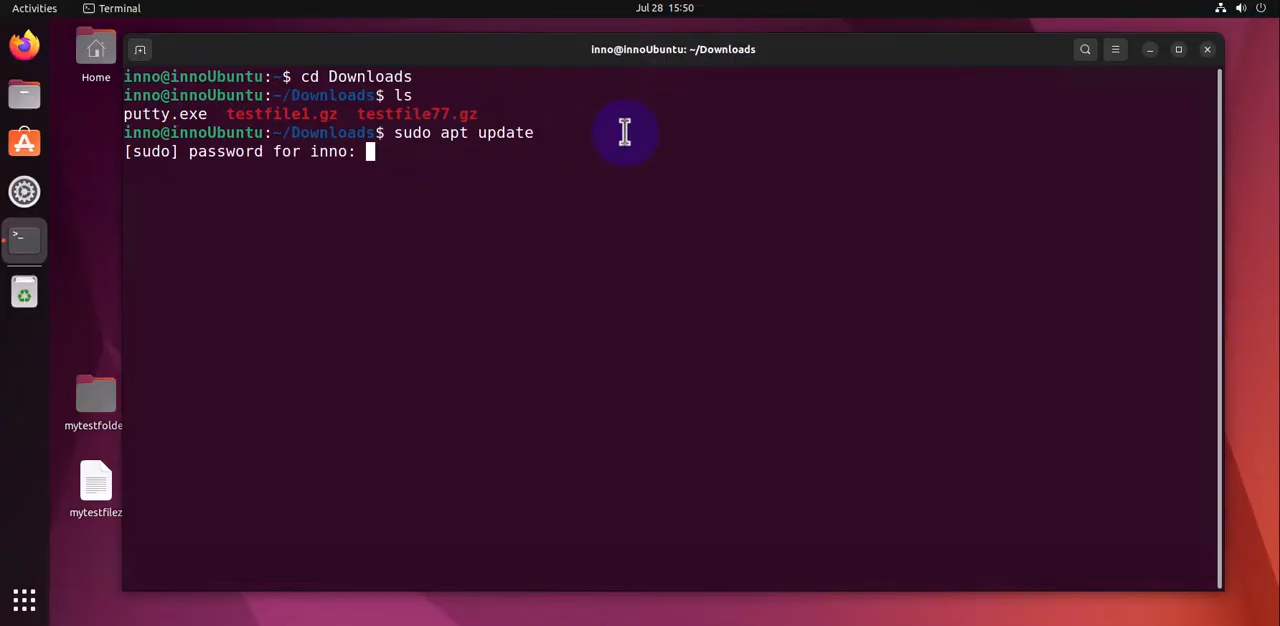 Activities Terminal Jul 28 15:50
inno@innoUbuntu: ~/Downloads
Home
inno@innoUbuntu:~$ cd Downloads
inno@innoUbuntu:~/Downloads$ ls
putty.exe testfile1.gz testfile77.gz
inno@innoUbuntu:~/Downloads$ sudo apt update
[sudo] password for inno:
mytestfolde
mytestfilez